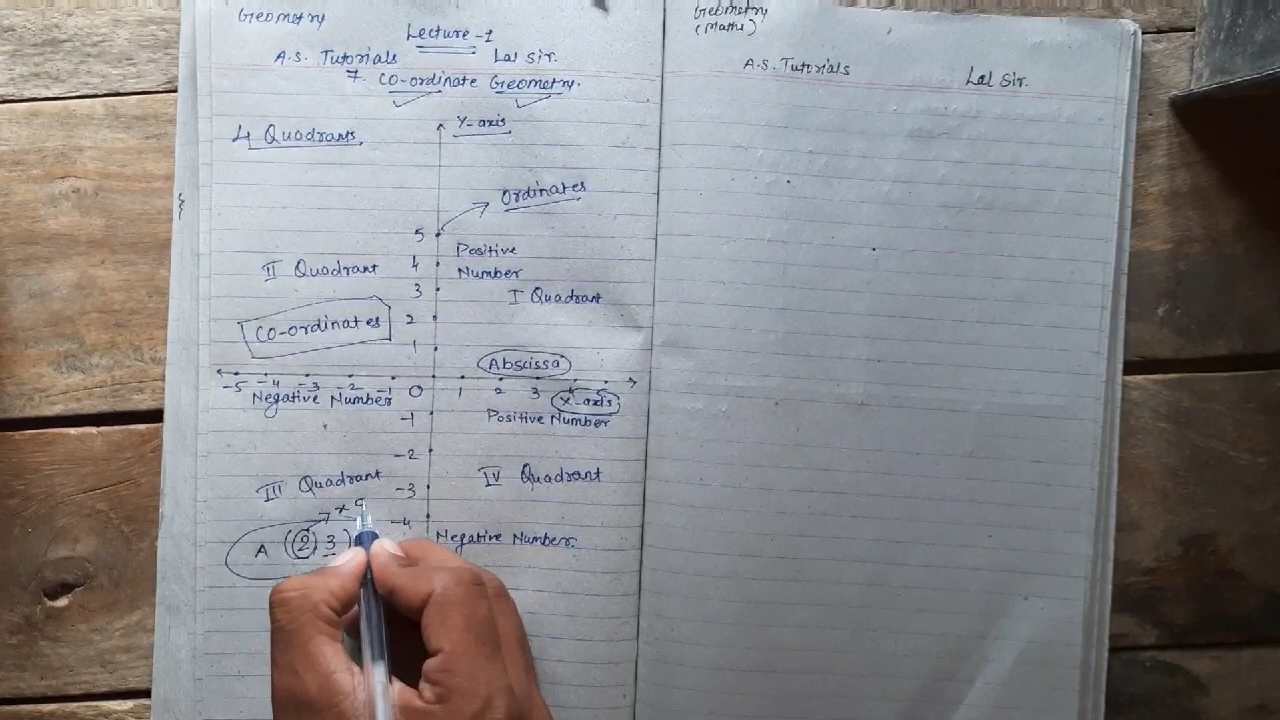 Geometry
Lecture-1
A.S. Tutorials Lal Sir.
7. Co-ordinate Geometry.
4 Quadrants
Y-axis
Ordinates
5
Positive
II Quadrant 4
Number
3 I Quadrant
Co-ordinates 2
1
Abscissa
-5 -4 -3 -2 -1 0 1 2 3 4 5
Negative Number X-axis
-1 Positive Number
-2
III Quadrant IV Quadrant
-3
x
-4
A (2, 3) Negative Number.
Geometry
(Maths)
A.S. Tutorials Lal Sir.